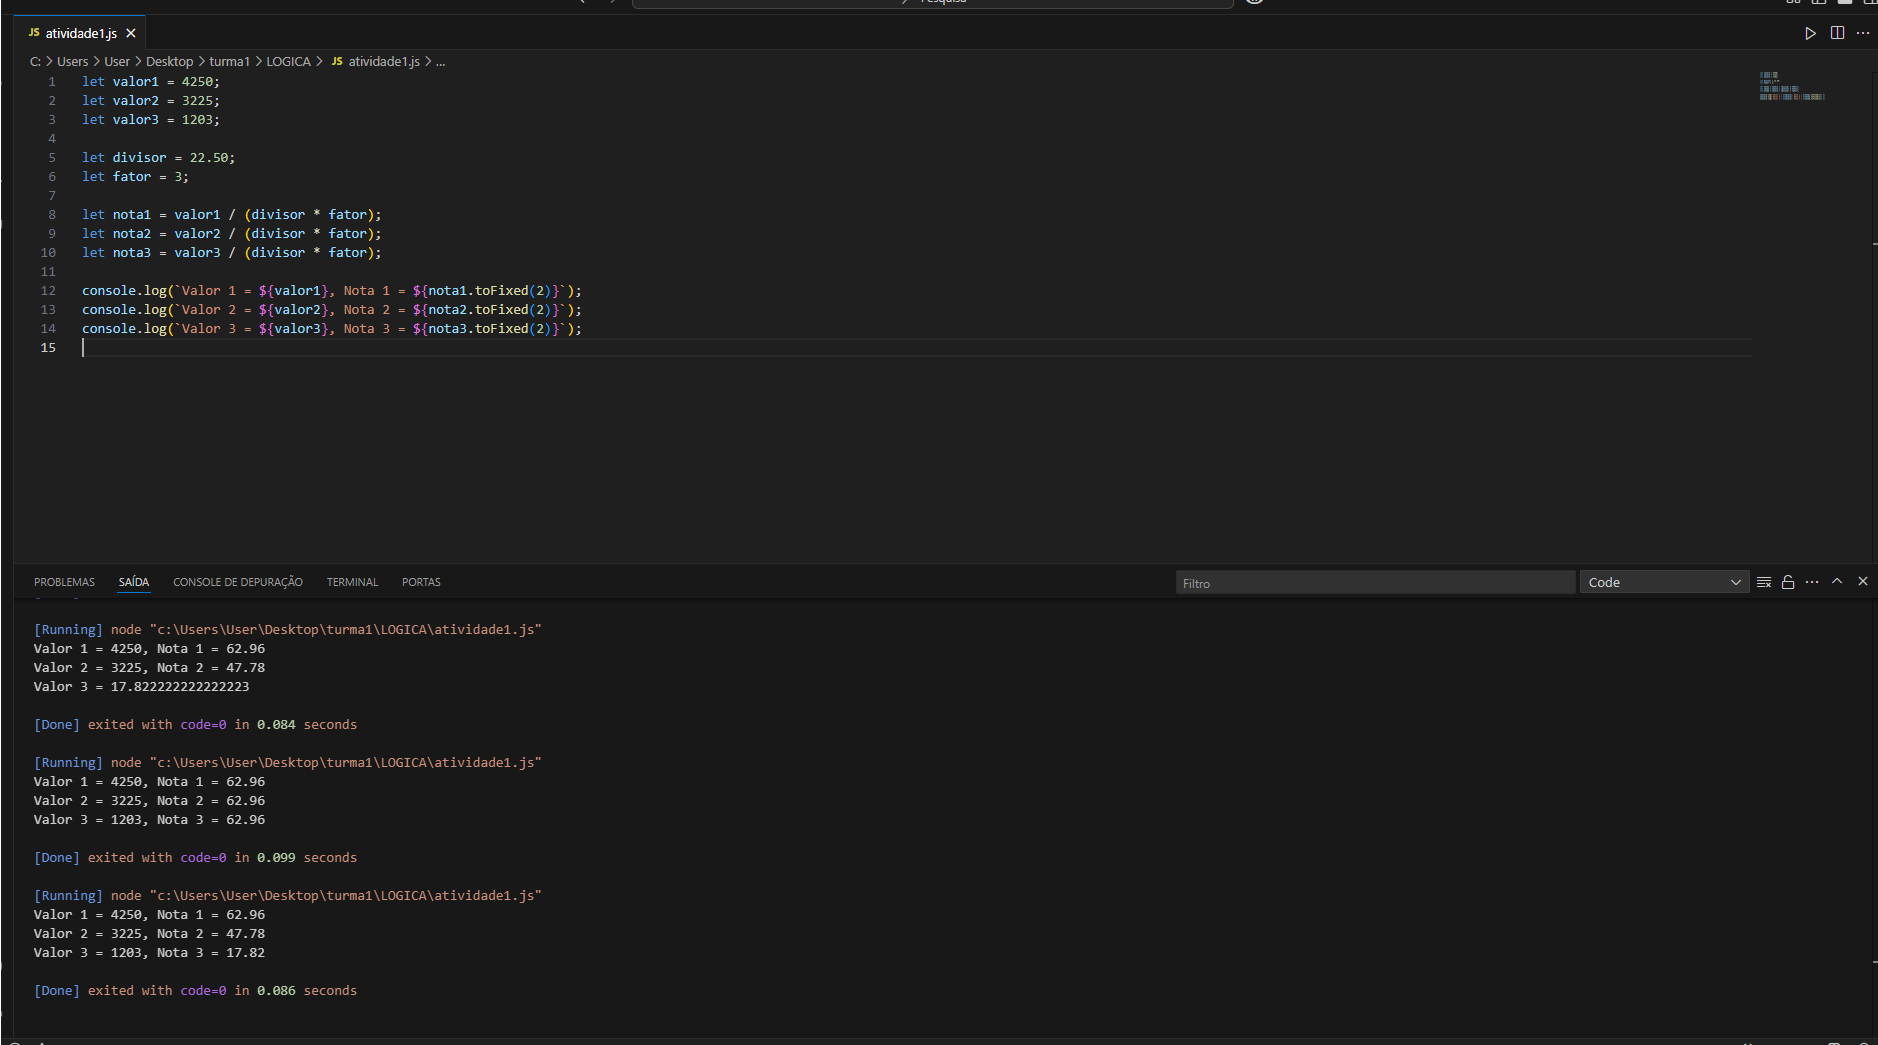 JS atividade1.js
C: > Users > User > Desktop > turma1 > LOGICA > JS atividade1.js > ...
1 let valor1 = 4250;
2 let valor2 = 3225;
3 let valor3 = 1203;
4
5 let divisor = 22.50;
6 let fator = 3;
7
8 let nota1 = valor1 / (divisor * fator);
9 let nota2 = valor2 / (divisor * fator);
10 let nota3 = valor3 / (divisor * fator);
11
12 console.log(`Valor 1 = ${valor1}, Nota 1 = ${nota1.toFixed(2)}`);
13 console.log(`Valor 2 = ${valor2}, Nota 2 = ${nota2.toFixed(2)}`);
14 console.log(`Valor 3 = ${valor3}, Nota 3 = ${nota3.toFixed(2)}`);
15
PROBLEMAS SAÍDA CONSOLE DE DEPURAÇÃO TERMINAL PORTAS Filtro Code
[Running] node "c:\Users\User\Desktop\turma1\LOGICA\atividade1.js"
Valor 1 = 4250, Nota 1 = 62.96
Valor 2 = 3225, Nota 2 = 47.78
Valor 3 = 17.822222222222223
[Done] exited with code=0 in 0.084 seconds
[Running] node "c:\Users\User\Desktop\turma1\LOGICA\atividade1.js"
Valor 1 = 4250, Nota 1 = 62.96
Valor 2 = 3225, Nota 2 = 62.96
Valor 3 = 1203, Nota 3 = 62.96
[Done] exited with code=0 in 0.099 seconds
[Running] node "c:\Users\User\Desktop\turma1\LOGICA\atividade1.js"
Valor 1 = 4250, Nota 1 = 62.96
Valor 2 = 3225, Nota 2 = 47.78
Valor 3 = 1203, Nota 3 = 17.82
[Done] exited with code=0 in 0.086 seconds